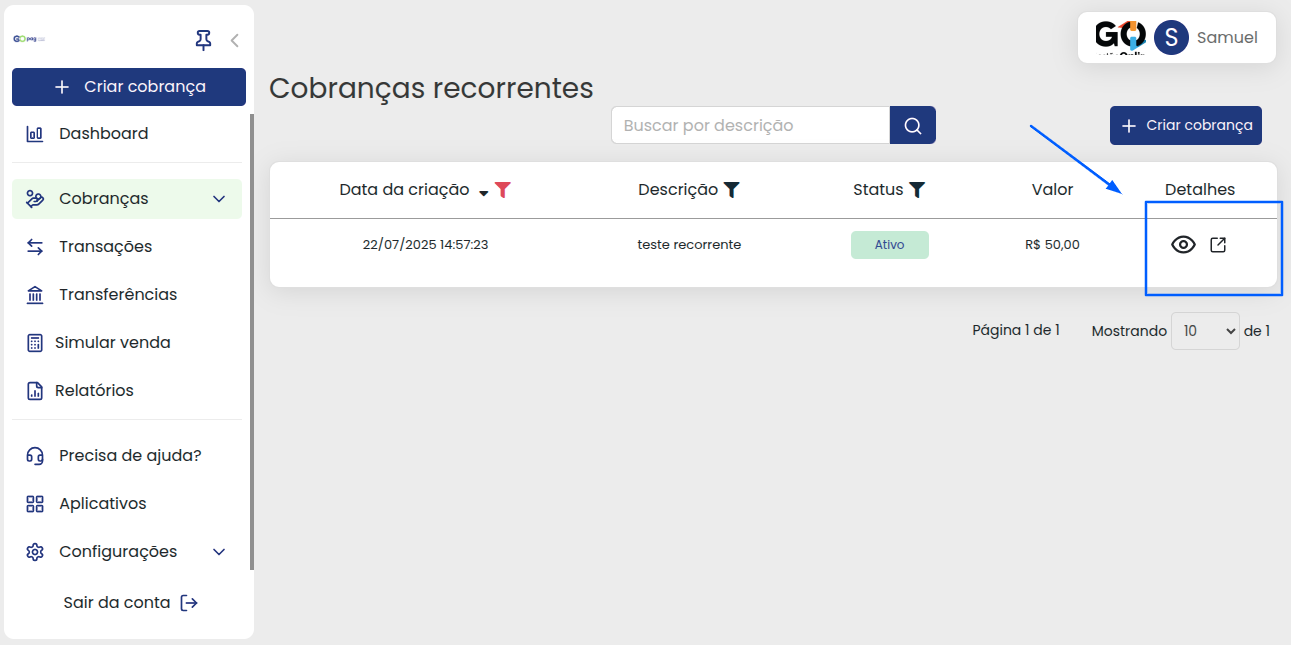 GO pag
Criar cobrança
Dashboard
Cobranças
Transações
Transferências
Simular venda
Relatórios
Precisa de ajuda?
Aplicativos
Configurações
Sair da conta
GO
S
Samuel
Cobranças recorrentes
Buscar por descrição
Criar cobrança
Data da criação Descrição Status Valor Detalhes
22/07/2025 14:57:23 teste recorrente Ativo R$ 50,00
Página 1 de 1 Mostrando 10 de 1